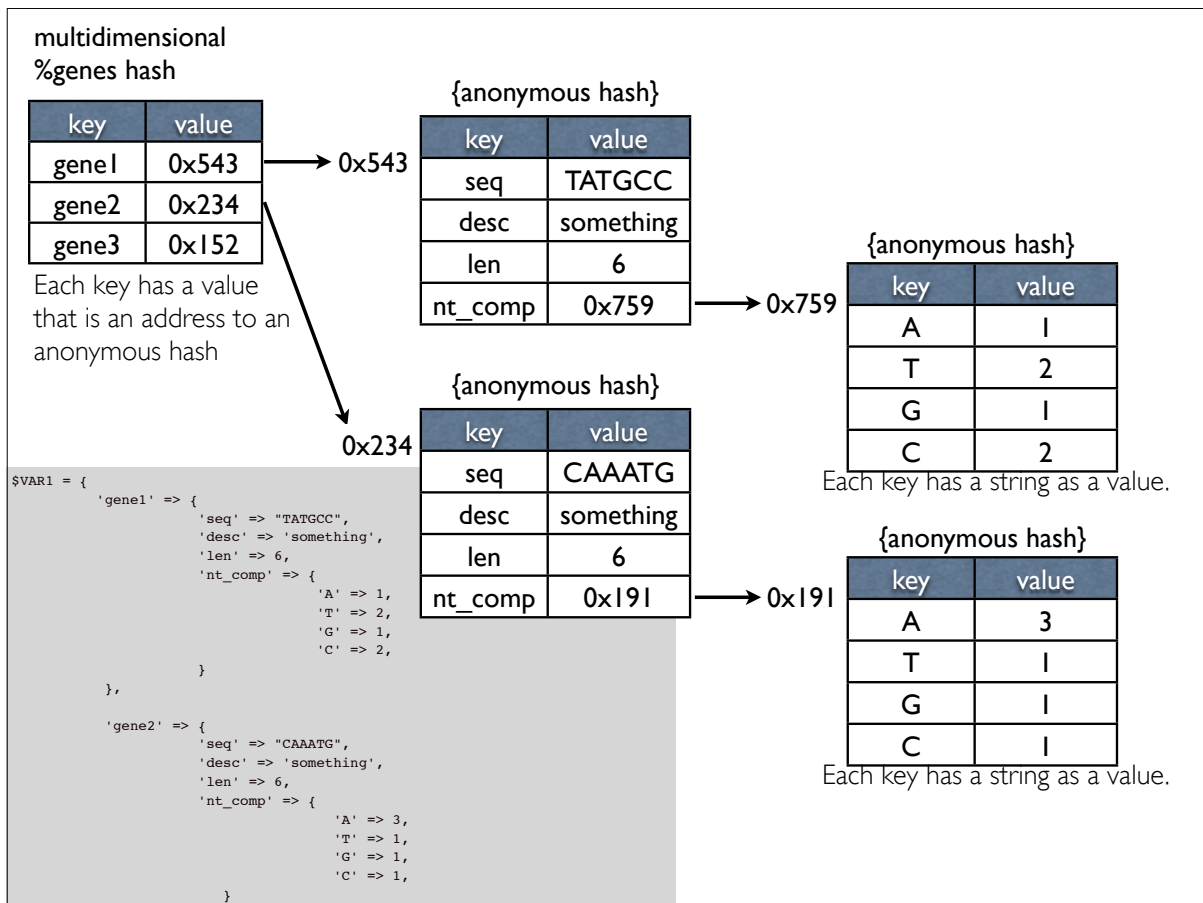 multidimensional
%genes hash
key value
gene1 0x543
gene2 0x234
gene3 0x152
Each key has a value
that is an address to an
anonymous hash
{anonymous hash}
0x543
key value
seq TATGCC
desc something
len 6
nt_comp 0x759
{anonymous hash}
0x759
key value
A 1
T 2
G 1
C 2
Each key has a string as a value.
{anonymous hash}
0x234
key value
seq CAAATG
desc something
len 6
nt_comp 0x191
{anonymous hash}
0x191
key value
A 3
T 1
G 1
C 1
Each key has a string as a value.
$VAR1 = {
'gene1' => {
'seq' => "TATGCC",
'desc' => 'something',
'len' => 6,
'nt_comp' => {
'A' => 1,
'T' => 2,
'G' => 1,
'C' => 2,
}
},
'gene2' => {
'seq' => "CAAATG",
'desc' => 'something',
'len' => 6,
'nt_comp' => {
'A' => 3,
'T' => 1,
'G' => 1,
'C' => 1,
}